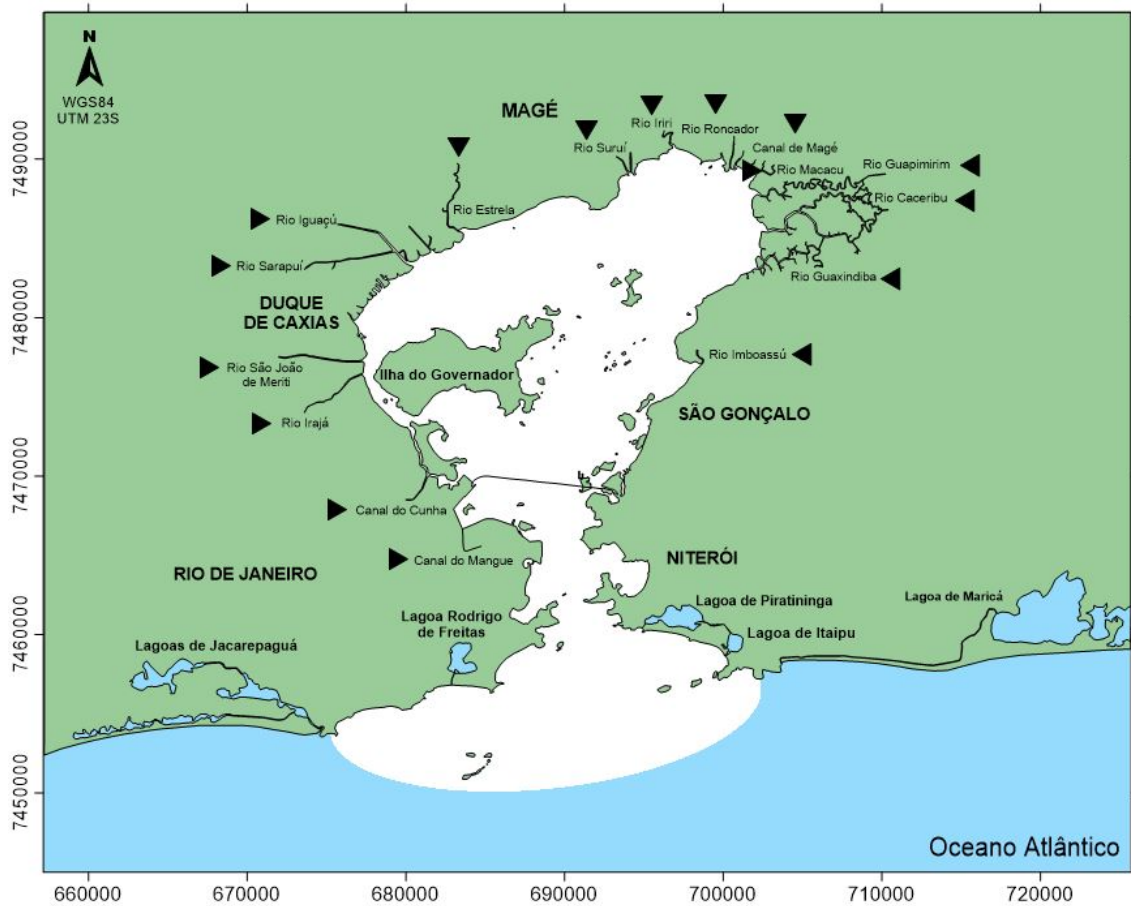 N
WGS84
UTM 23S
MAGÉ
Rio Iriri
Rio Roncador
Rio Suruí
Canal de Magé
Rio Macacu
Rio Guapimirim
Rio Caceribu
Rio Estrela
Rio Iguaçú
Rio Sarapuí
Rio Guaxindiba
DUQUE
DE CAXIAS
Rio São João
de Meriti
Ilha do Governador
Rio Imboassú
Rio Irajá
SÃO GONÇALO
Canal do Cunha
Canal do Mangue
RIO DE JANEIRO
NITERÓI
Lagoa Rodrigo
de Freitas
Lagoa de Piratininga
Lagoa de Maricá
Lagoa de Itaipu
Lagoas de Jacarepaguá
Oceano Atlântico
7490000
7480000
7470000
7460000
7450000
660000
670000
680000
690000
700000
710000
720000